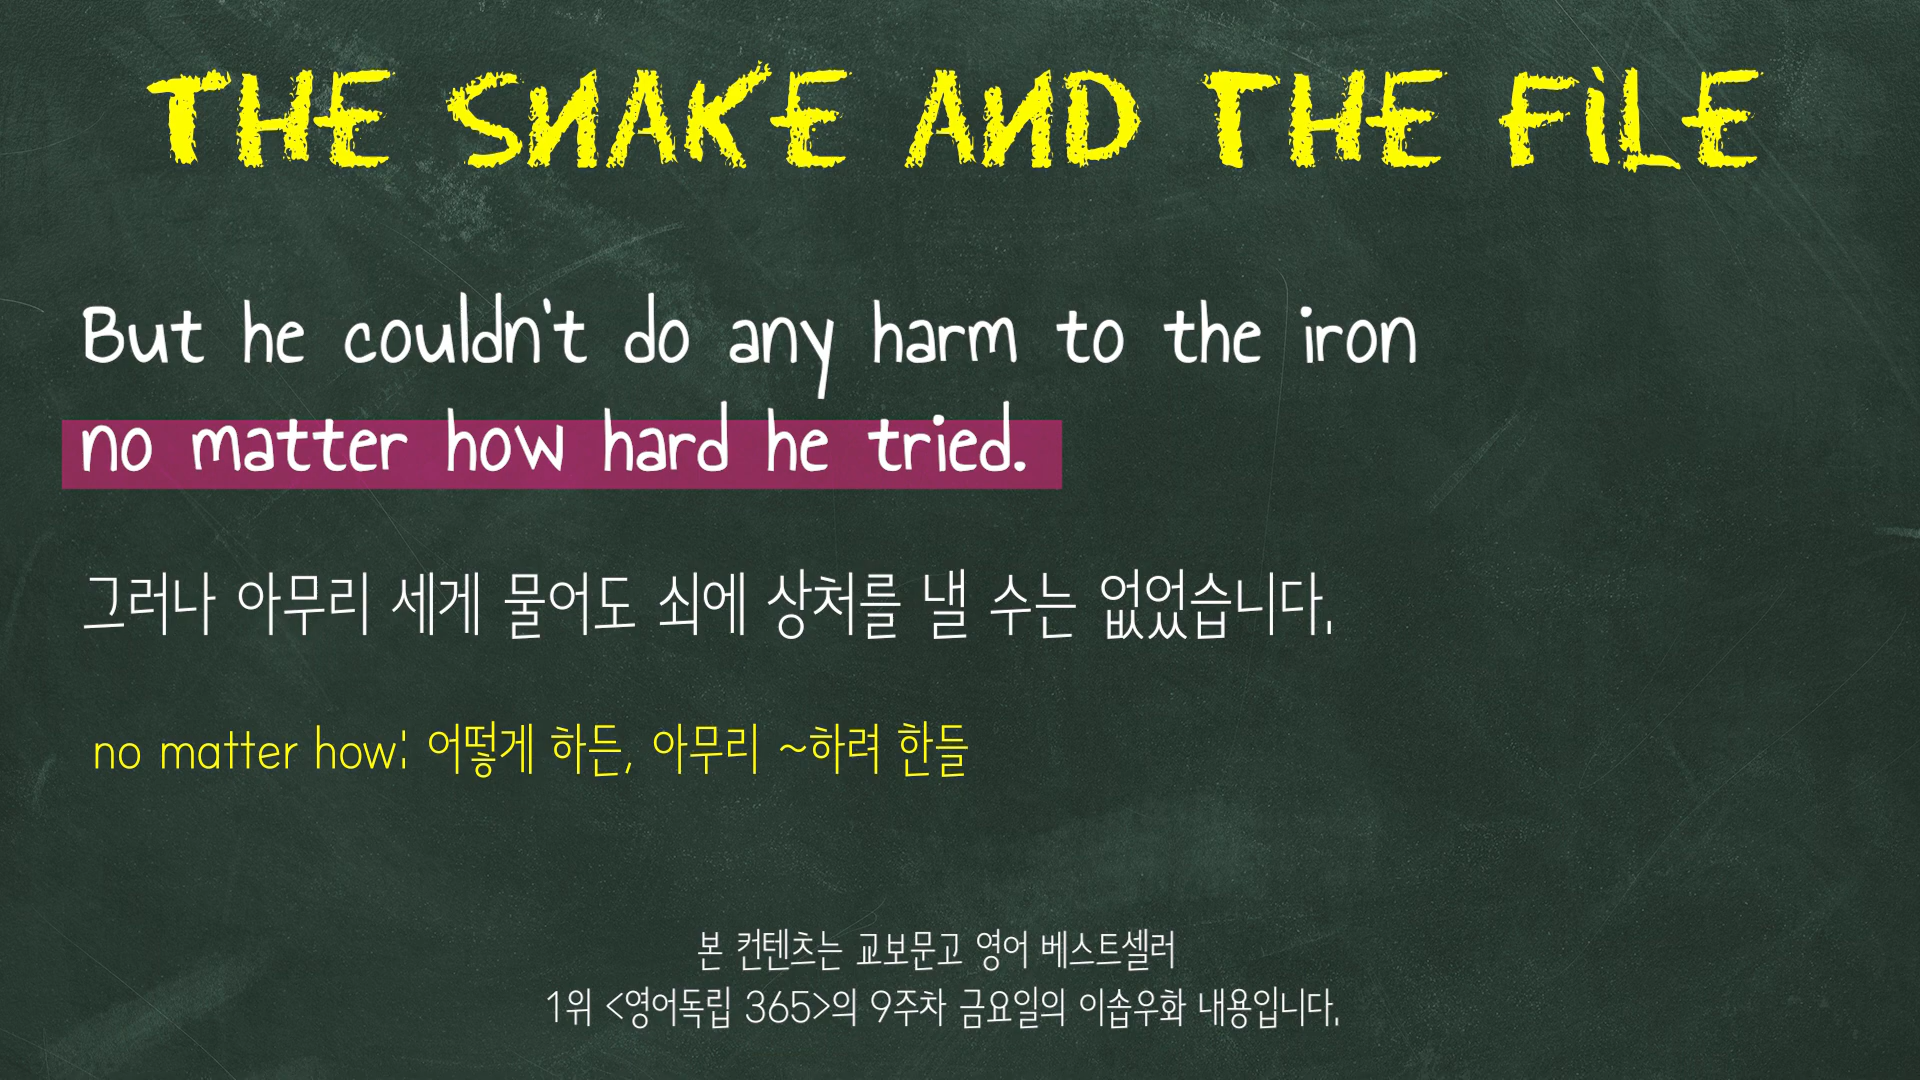 THE SNAKE AND THE FiLE
But he couldn't do any harm to the iron
no matter how hard he tried.
그러나 아무리 세게 물어도 쇠에 상처를 낼 수는 없었습니다.
no matter how: 어떻게 하든, 아무리 ~하려 한들
본 컨텐츠는 교보문고 영어 베스트셀러
1위 <영어독립 365>의 9주차 금요일의 이솝우화 내용입니다.